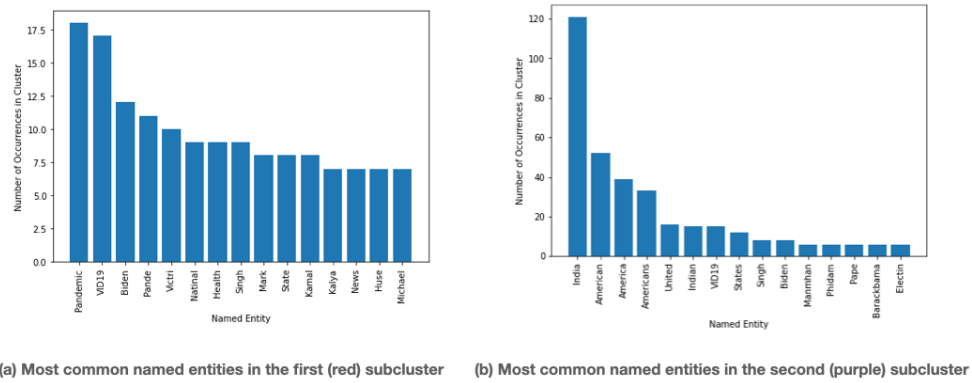 17.5
15.0
12.5
10.0
7.5
5.0
2.5
0.0
Number of Occurrences in Cluster
Pandemic
VID19
Biden
Pande
Victri
Natinal
Health
Singh
Mark
State
Kamal
Kalya
News
Huse
Michael
Named Entity
120
100
80
60
40
20
0
Number of Occurrences in Cluster
India
American
America
Americans
United
Indian
VID19
States
Singh
Biden
Manmhan
Phidam
Pape
Barackbama
Electin
Named Entity
(a) Most common named entities in the first (red) subcluster
(b) Most common named entities in the second (purple) subcluster